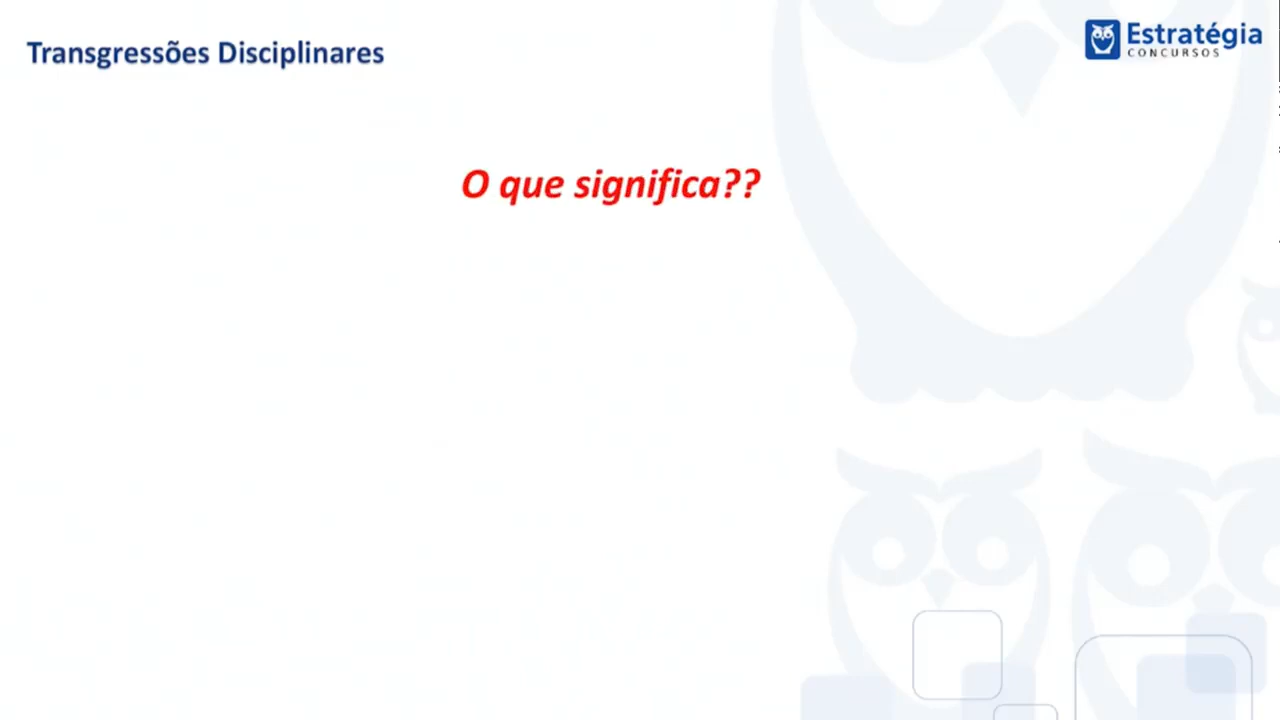 Transgressões Disciplinares
Estratégia
CONCURSOS
O que significa??